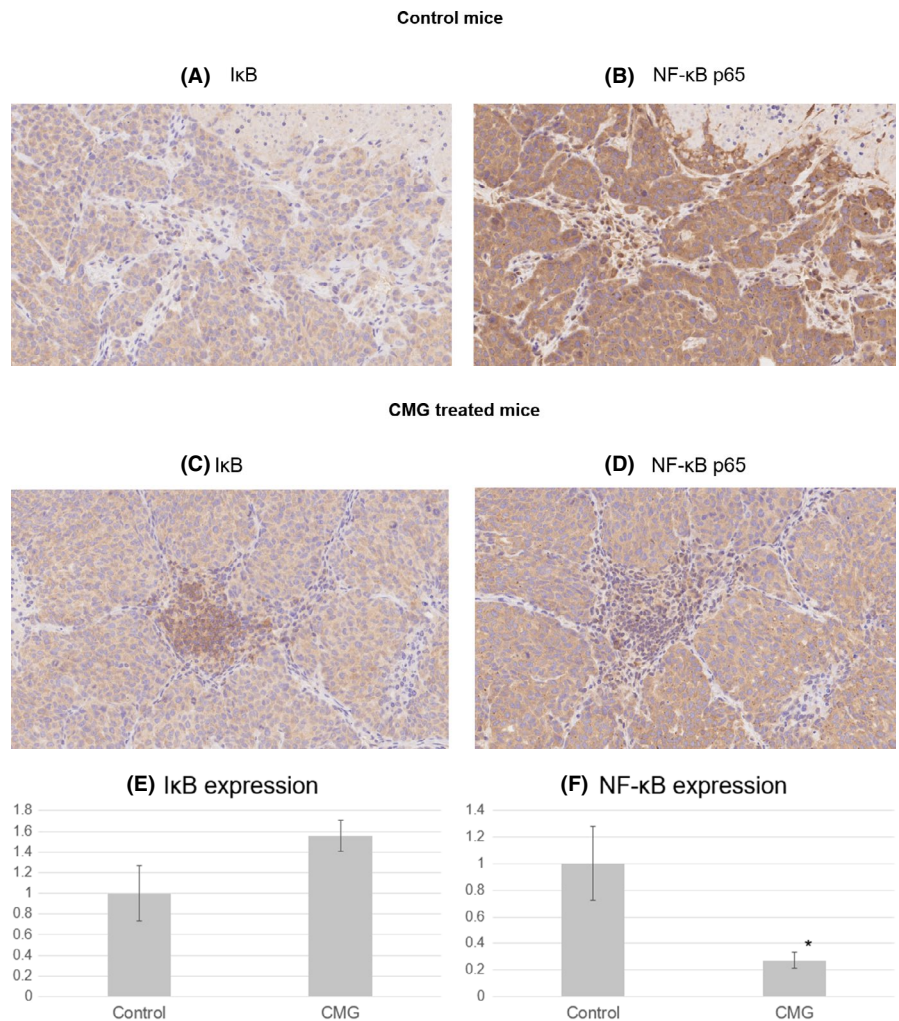 Control mice
(A) IκB
(B) NF-κB p65
CMG treated mice
(C) IκB
(D) NF-κB p65
(E) IκB expression
1.8
1.6
1.4
1.2
1
0.8
0.6
0.4
0.2
0
Control
CMG
(F) NF-κB expression
1.4
1.2
1
0.8
0.6
0.4
0.2
0
*
Control
CMG